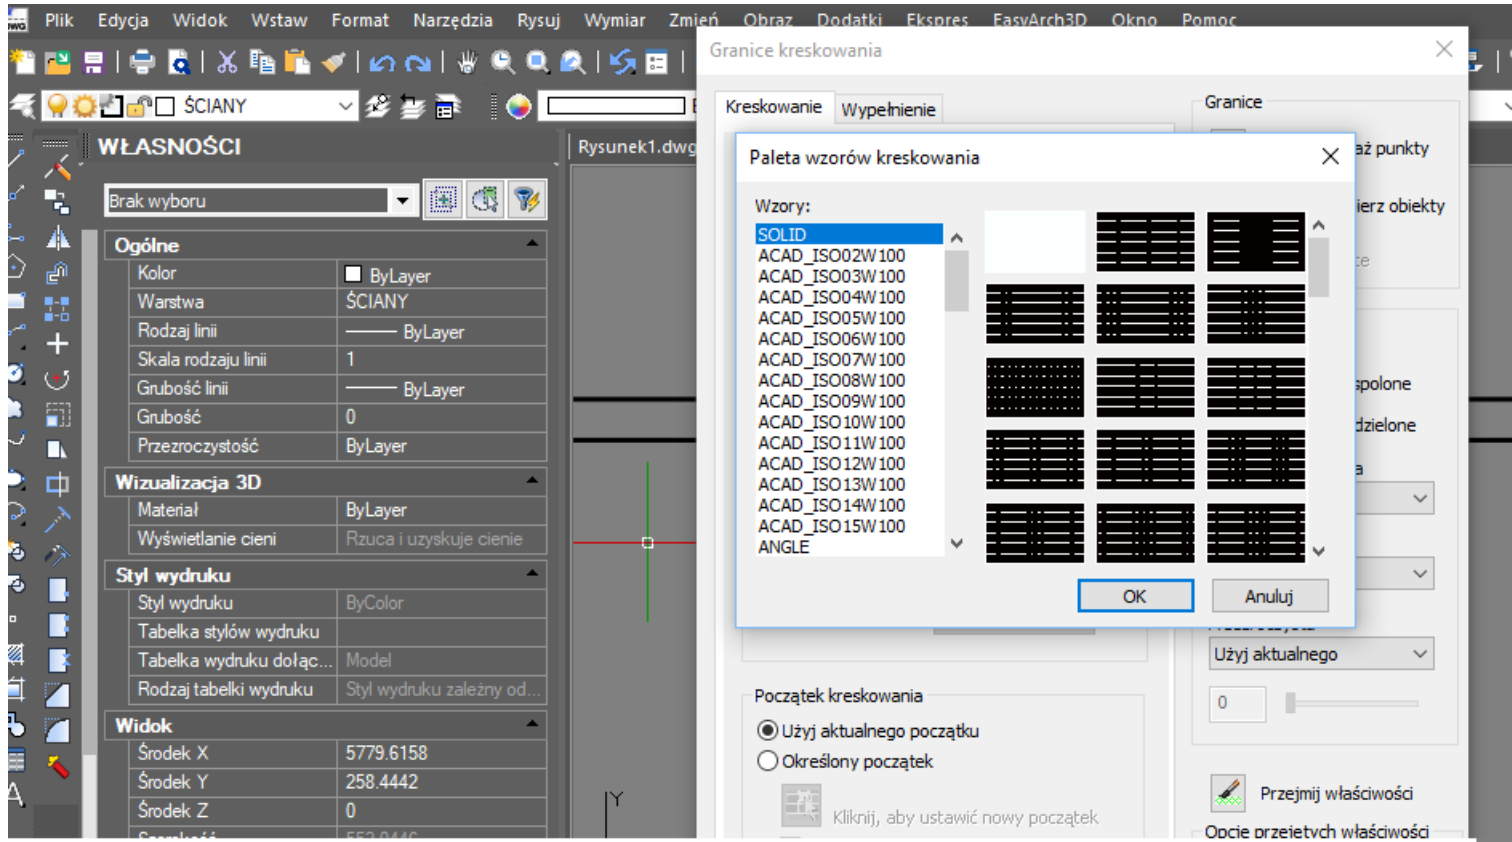 Plik Edycja Widok Wstaw Format Narzędzia Rysuj Wymiar Zmień Obraz Dodatki Ekspres EasyArch3D Okno Pomoc
ŚCIANY
WŁASNOŚCI
Brak wyboru
Ogólne
Kolor ByLayer
Warstwa ŚCIANY
Rodzaj linii ByLayer
Skala rodzaju linii 1
Grubość linii ByLayer
Grubość 0
Przezroczystość ByLayer
Wizualizacja 3D
Materiał ByLayer
Wyświetlanie cieni Rzuca i uzyskuje cienie
Styl wydruku
Styl wydruku ByColor
Tabelka stylów wydruku
Tabelka wydruku dołąc... Model
Rodzaj tabelki wydruku Styl wydruku zależny od...
Widok
Środek X 5779.6158
Środek Y 258.4442
Środek Z 0
Rysunek1.dwg
Y
Granice kreskowania
Kreskowanie Wypełnienie
Paleta wzorów kreskowania
Wzory:
SOLID
ACAD_ISO02W100
ACAD_ISO03W100
ACAD_ISO04W100
ACAD_ISO05W100
ACAD_ISO06W100
ACAD_ISO07W100
ACAD_ISO08W100
ACAD_ISO09W100
ACAD_ISO10W100
ACAD_ISO11W100
ACAD_ISO12W100
ACAD_ISO13W100
ACAD_ISO14W100
ACAD_ISO15W100
ANGLE
OK Anuluj
Początek kreskowania
Użyj aktualnego początku
Określony początek
Kliknij, aby ustawić nowy początek
Granice
aż punkty
ierz obiekty
spolone
dzielone
Użyj aktualnego
0
Przejmij właściwości
Opcje przejętych właściwości